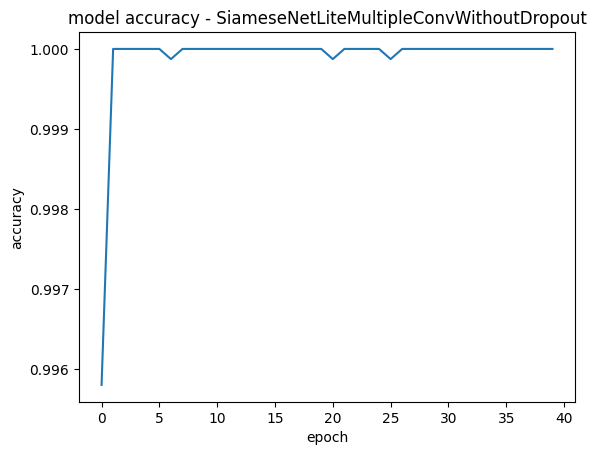 model accuracy - SiameseNetLiteMultipleConvWithoutDropout
1.000
0.999
0.998
0.997
0.996
accuracy
0 5 10 15 20 25 30 35 40
epoch